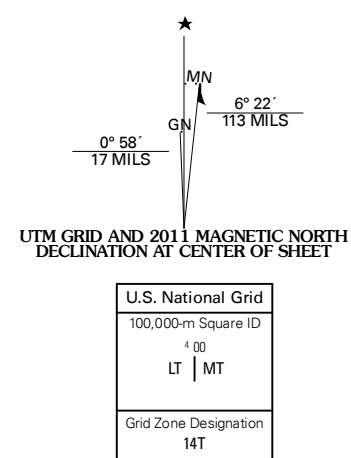 ★
MN
6° 22´
113 MILS
GN
0° 58´
17 MILS
UTM GRID AND 2011 MAGNETIC NORTH
DECLINATION AT CENTER OF SHEET
U.S. National Grid
100,000-m Square ID
4 00
LT | MT
Grid Zone Designation
14T